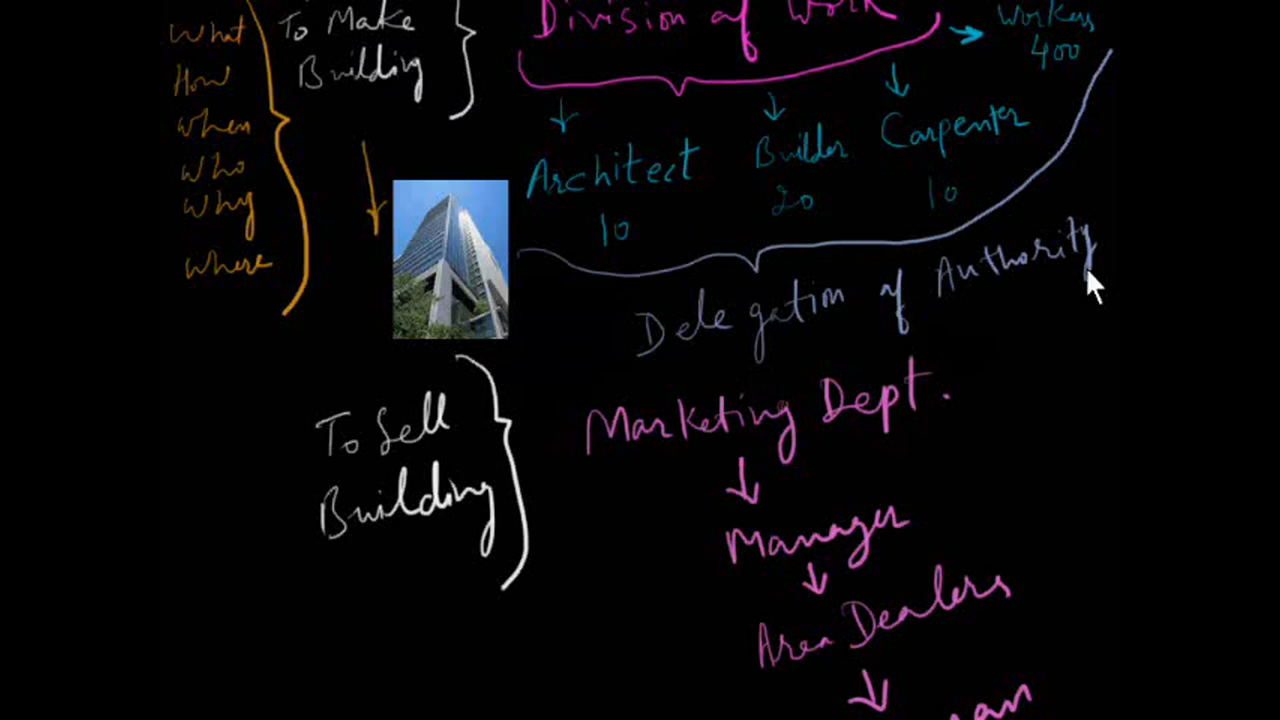 What
How
When
Who
Why
Where
To Make
Building
Division of Work
Workers
400
Architect
10
Builder
20
Carpenter
10
Delegation of Authority
To Sell
Building
Marketing Dept.
Manager
Area Dealers